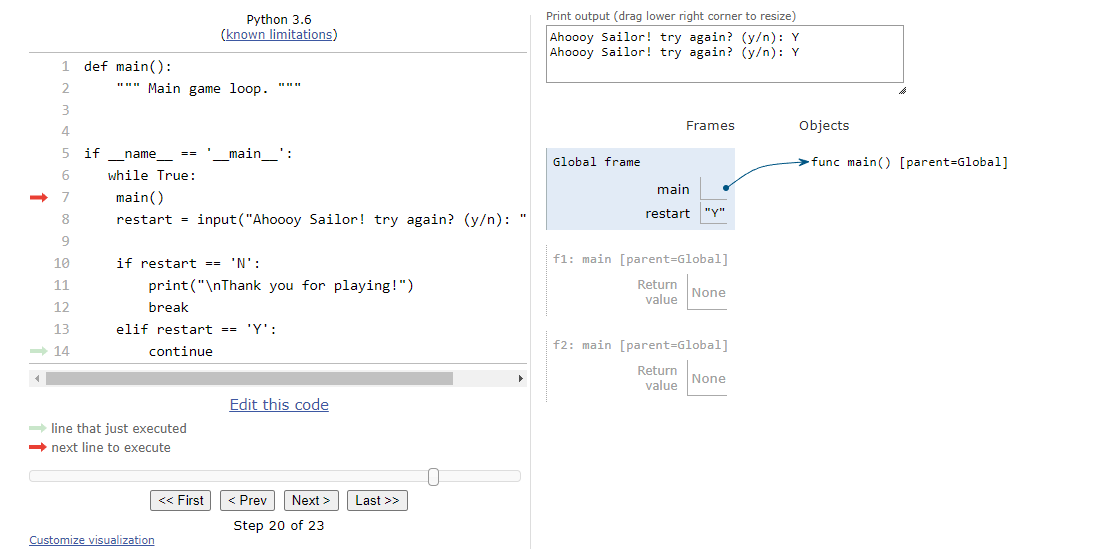 Python 3.6
(known limitations)
1 def main():
2 """ Main game loop. """
3
4
5 if __name__ == '__main__':
6 while True:
7 main()
8 restart = input("Ahoooy Sailor! try again? (y/n): "
9
10 if restart == 'N':
11 print("\nThank you for playing!")
12 break
13 elif restart == 'Y':
14 continue
Edit this code
line that just executed
next line to execute
<< First
< Prev
Next >
Last >>
Step 20 of 23
Customize visualization
Print output (drag lower right corner to resize)
Ahoooy Sailor! try again? (y/n): Y
Ahoooy Sailor! try again? (y/n): Y
Frames
Objects
Global frame
main
restart "Y"
func main() [parent=Global]
f1: main [parent=Global]
Return
value None
f2: main [parent=Global]
Return
value None